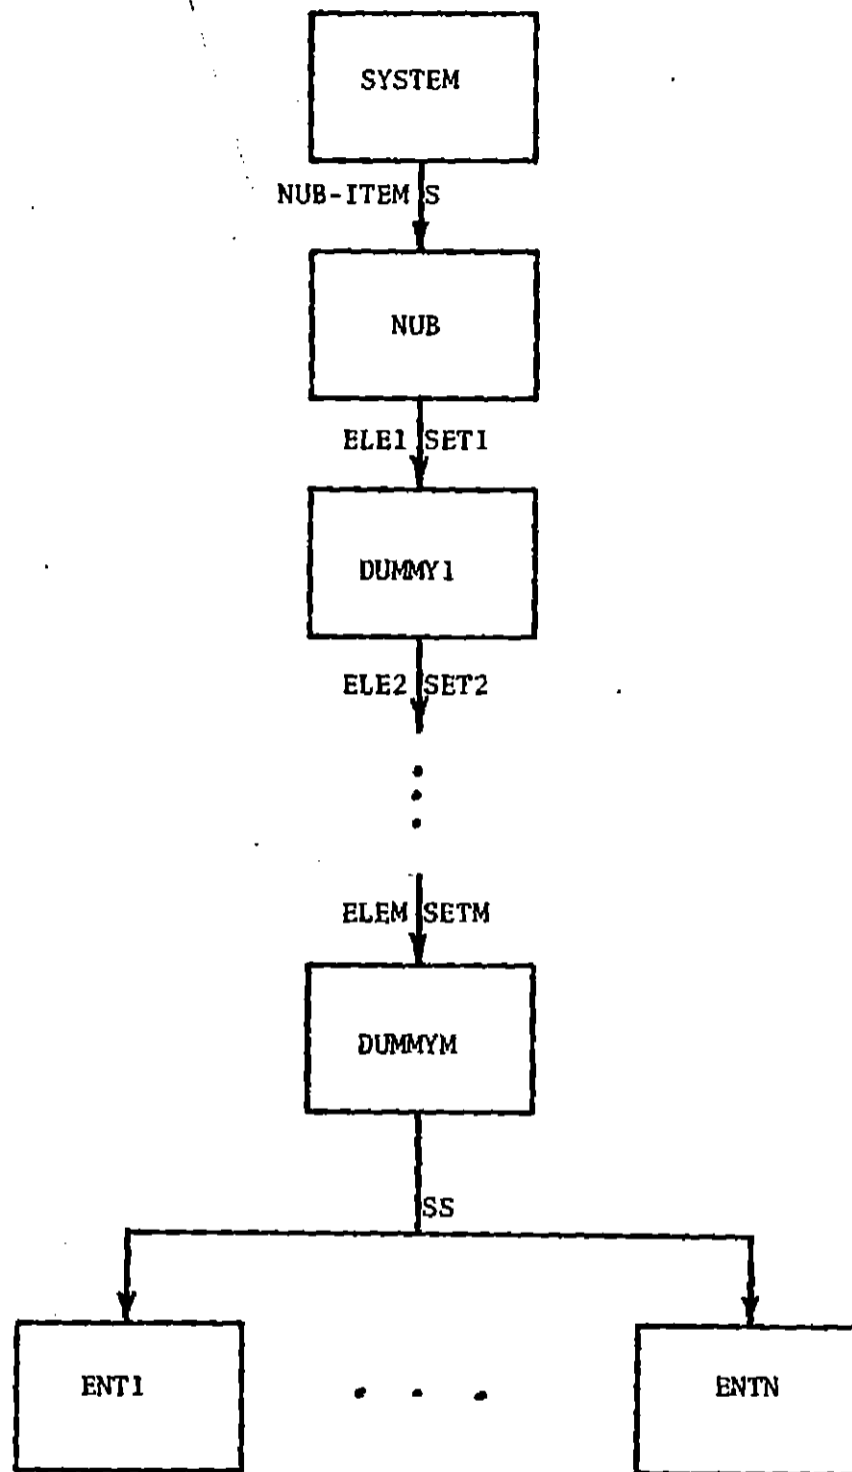 SYSTEM
NUB-ITEM S
NUB
ELE1 SET1
DUMMY1
ELE2 SET2
ELEM SETM
DUMMYM
SS
ENT1 . . . ENTN